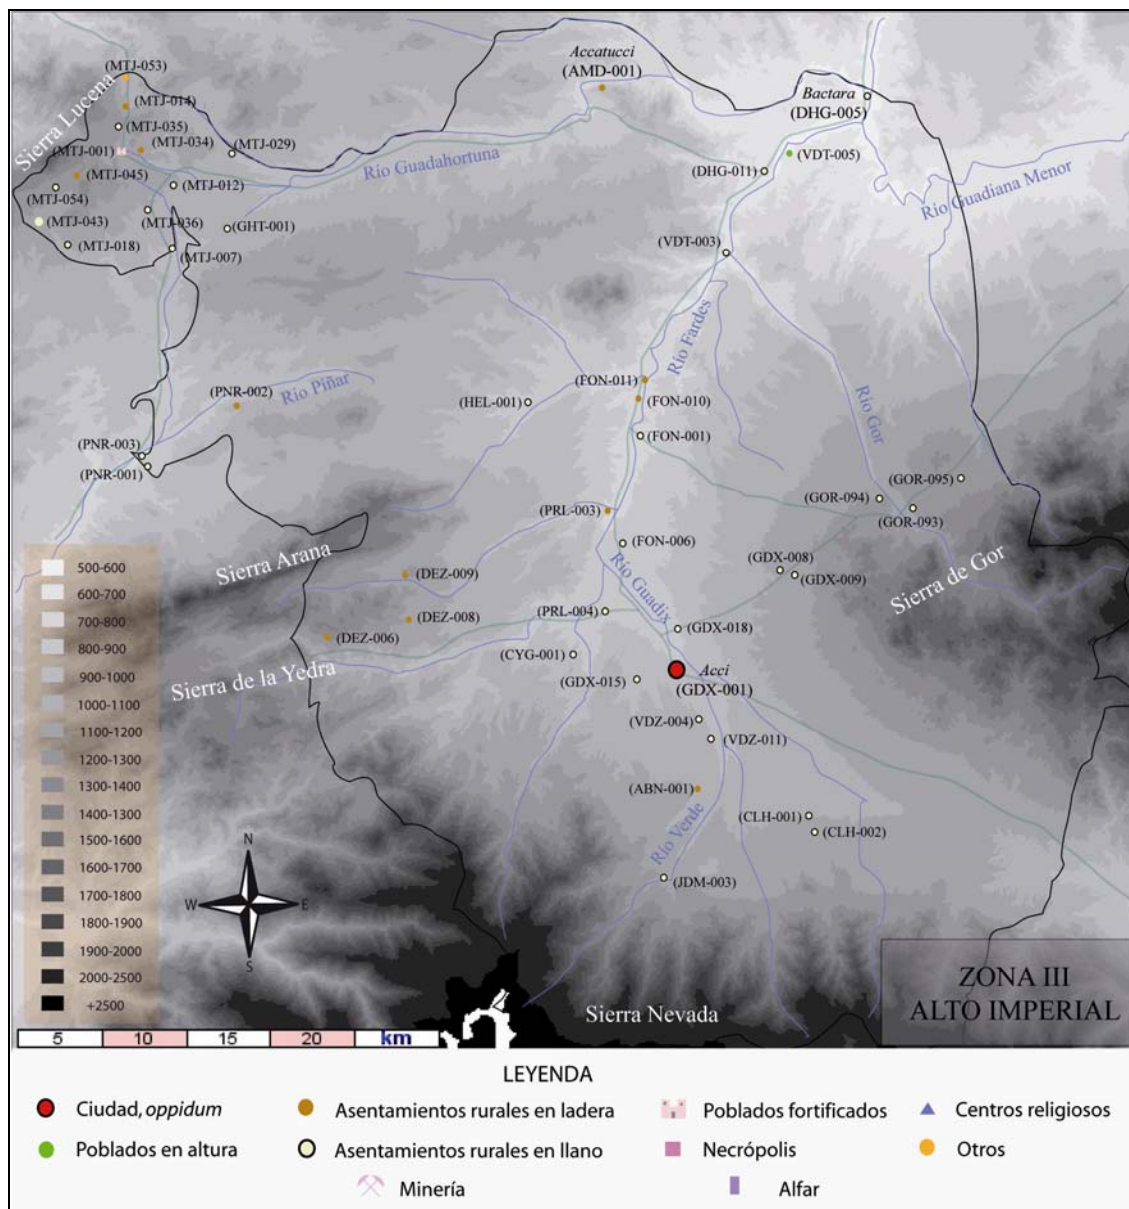 (MTJ-053)
Accatucci
(AMD-001)
Bactara
(DHG-005)
Sierra Lucena
(MTJ-014)
(MTJ-035)
(MTJ-034)
(MTJ-001)
(MTJ-029)
(MTJ-045)
(MTJ-012)
(MTJ-054)
(MTJ-043)
(MTJ-036)
(GHT-001)
(MTJ-018)
(MTJ-007)
Río Guadahortuna
(DHG-011)
(VDT-005)
Río Guadiana Menor
(VDT-003)
Río Fardes
(PNR-002)
Río Piñar
(HEL-001)
(FON-011)
(FON-010)
(FON-001)
Río Gor
(PNR-003)
(PNR-001)
(GOR-095)
(GOR-094)
(GOR-093)
(PRL-003)
(FON-006)
Sierra Arana
(DEZ-009)
(GDX-008)
(GDX-009)
Sierra de Gor
Río Guadix
(DEZ-008)
(PRL-004)
(DEZ-006)
(GDX-018)
Sierra de la Yedra
(CYG-001)
Acci
(GDX-015)
(GDX-001)
(VDZ-004)
(VDZ-011)
(ABN-001)
Río Verde
(CLH-001)
(CLH-002)
(JDM-003)
500-600
600-700
700-800
800-900
900-1000
1000-1100
1100-1200
1200-1300
1300-1400
1400-1300
1500-1600
1600-1700
1700-1800
1800-1900
1900-2000
2000-2500
+2500
N
W
E
S
Sierra Nevada
ZONA III
ALTO IMPERIAL
5 10 15 20 km
LEYENDA
Ciudad, oppidum
Asentamientos rurales en ladera
Poblados fortificados
Centros religiosos
Poblados en altura
Asentamientos rurales en llano
Necrópolis
Otros
Minería
Alfar